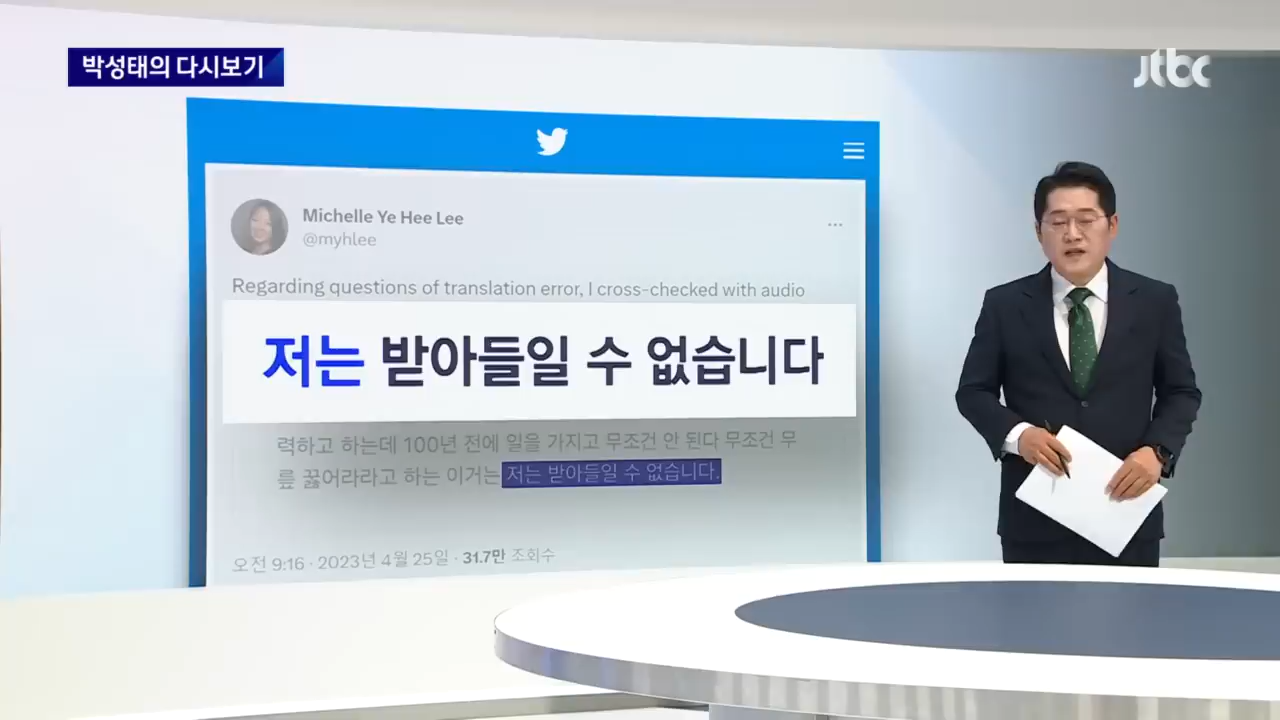 박성태의 다시보기
jtbc
Michelle Ye Hee Lee
@myhlee
Regarding questions of translation error, I cross-checked with audio
저는 받아들일 수 없습니다
력하고 하는데 100년 전에 일을 가지고 무조건 안 된다 무조건 무
릎 꿇어라라고 하는 이거는 저는 받아들일 수 없습니다.
오전 9:16 · 2023년 4월 25일 · 31.7만 조회수